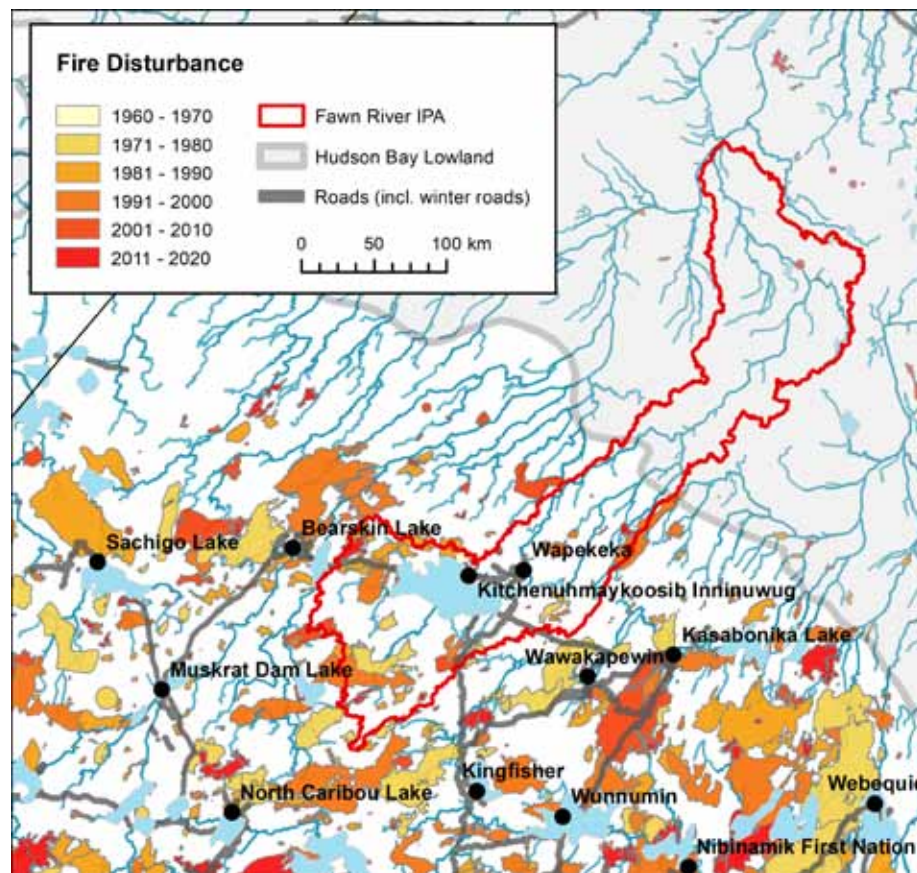 Fire Disturbance
1960 - 1970
1971 - 1980
1981 - 1990
1991 - 2000
2001 - 2010
2011 - 2020
Fawn River IPA
Hudson Bay Lowland
Roads (incl. winter roads)
0 50 100 km
Bearskin Lake
Sachigo Lake
Wapekeka
Kitchenuhmaykoosib Inninuwug
Kasabonika Lake
Wawakapewin
Muskrat Dam Lake
Kingfisher
Webequie
North Caribou Lake
Wunnumin
Nibinamik First Nation